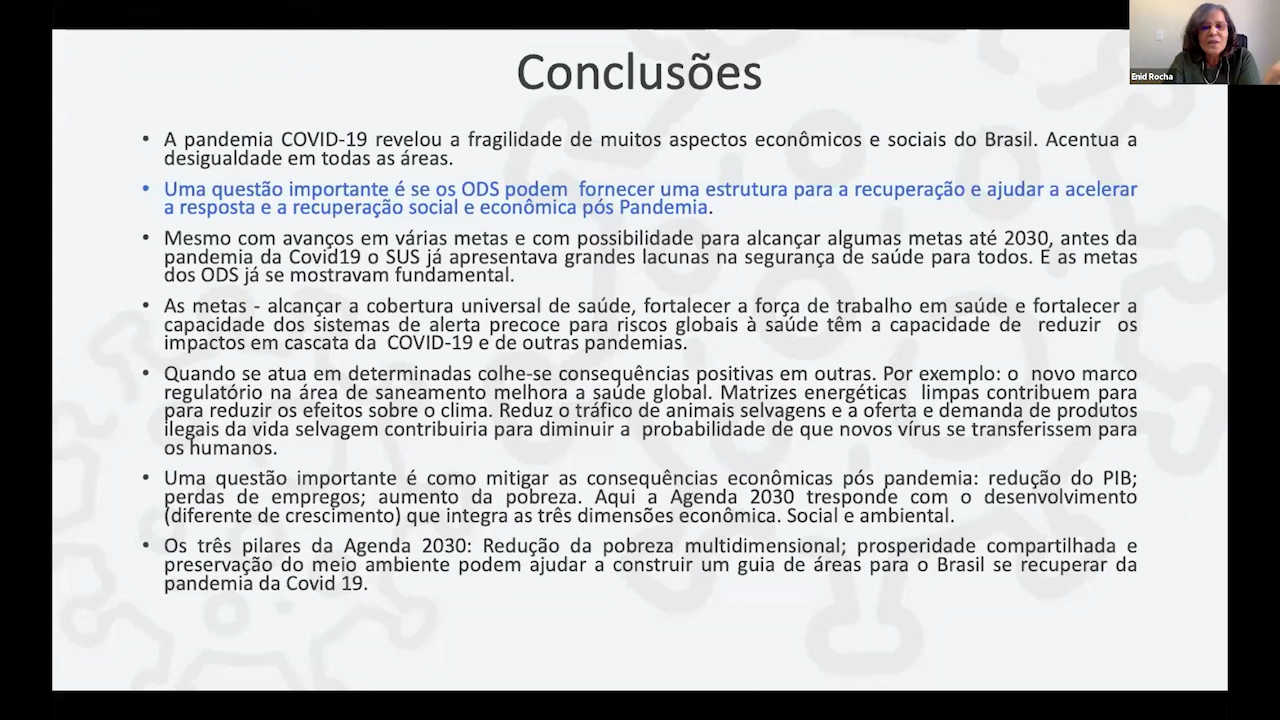 Conclusões
Enid Rocha
• A pandemia COVID-19 revelou a fragilidade de muitos aspectos econômicos e sociais do Brasil. Acentua a
desigualdade em todas as áreas.
• Uma questão importante é se os ODS podem fornecer uma estrutura para a recuperação e ajudar a acelerar
a resposta e a recuperação social e econômica pós Pandemia.
• Mesmo com avanços em várias metas e com possibilidade para alcançar algumas metas até 2030, antes da
pandemia da Covid19 o SUS já apresentava grandes lacunas na segurança de saúde para todos. E as metas
dos ODS já se mostravam fundamental.
• As metas - alcançar a cobertura universal de saúde, fortalecer a força de trabalho em saúde e fortalecer a
capacidade dos sistemas de alerta precoce para riscos globais à saúde têm a capacidade de reduzir os
impactos em cascata da COVID-19 e de outras pandemias.
• Quando se atua em determinadas colhe-se consequências positivas em outras. Por exemplo: o novo marco
regulatório na área de saneamento melhora a saúde global. Matrizes energéticas limpas contribuem para
para reduzir os efeitos sobre o clima. Reduz o tráfico de animais selvagens e a oferta e demanda de produtos
ilegais da vida selvagem contribuiria para diminuir a probabilidade de que novos vírus se transferissem para
os humanos.
• Uma questão importante é como mitigar as consequências econômicas pós pandemia: redução do PIB;
perdas de empregos; aumento da pobreza. Aqui a Agenda 2030 tresponde com o desenvolvimento
(diferente de crescimento) que integra as três dimensões econômica. Social e ambiental.
• Os três pilares da Agenda 2030: Redução da pobreza multidimensional; prosperidade compartilhada e
preservação do meio ambiente podem ajudar a construir um guia de áreas para o Brasil se recuperar da
pandemia da Covid 19.